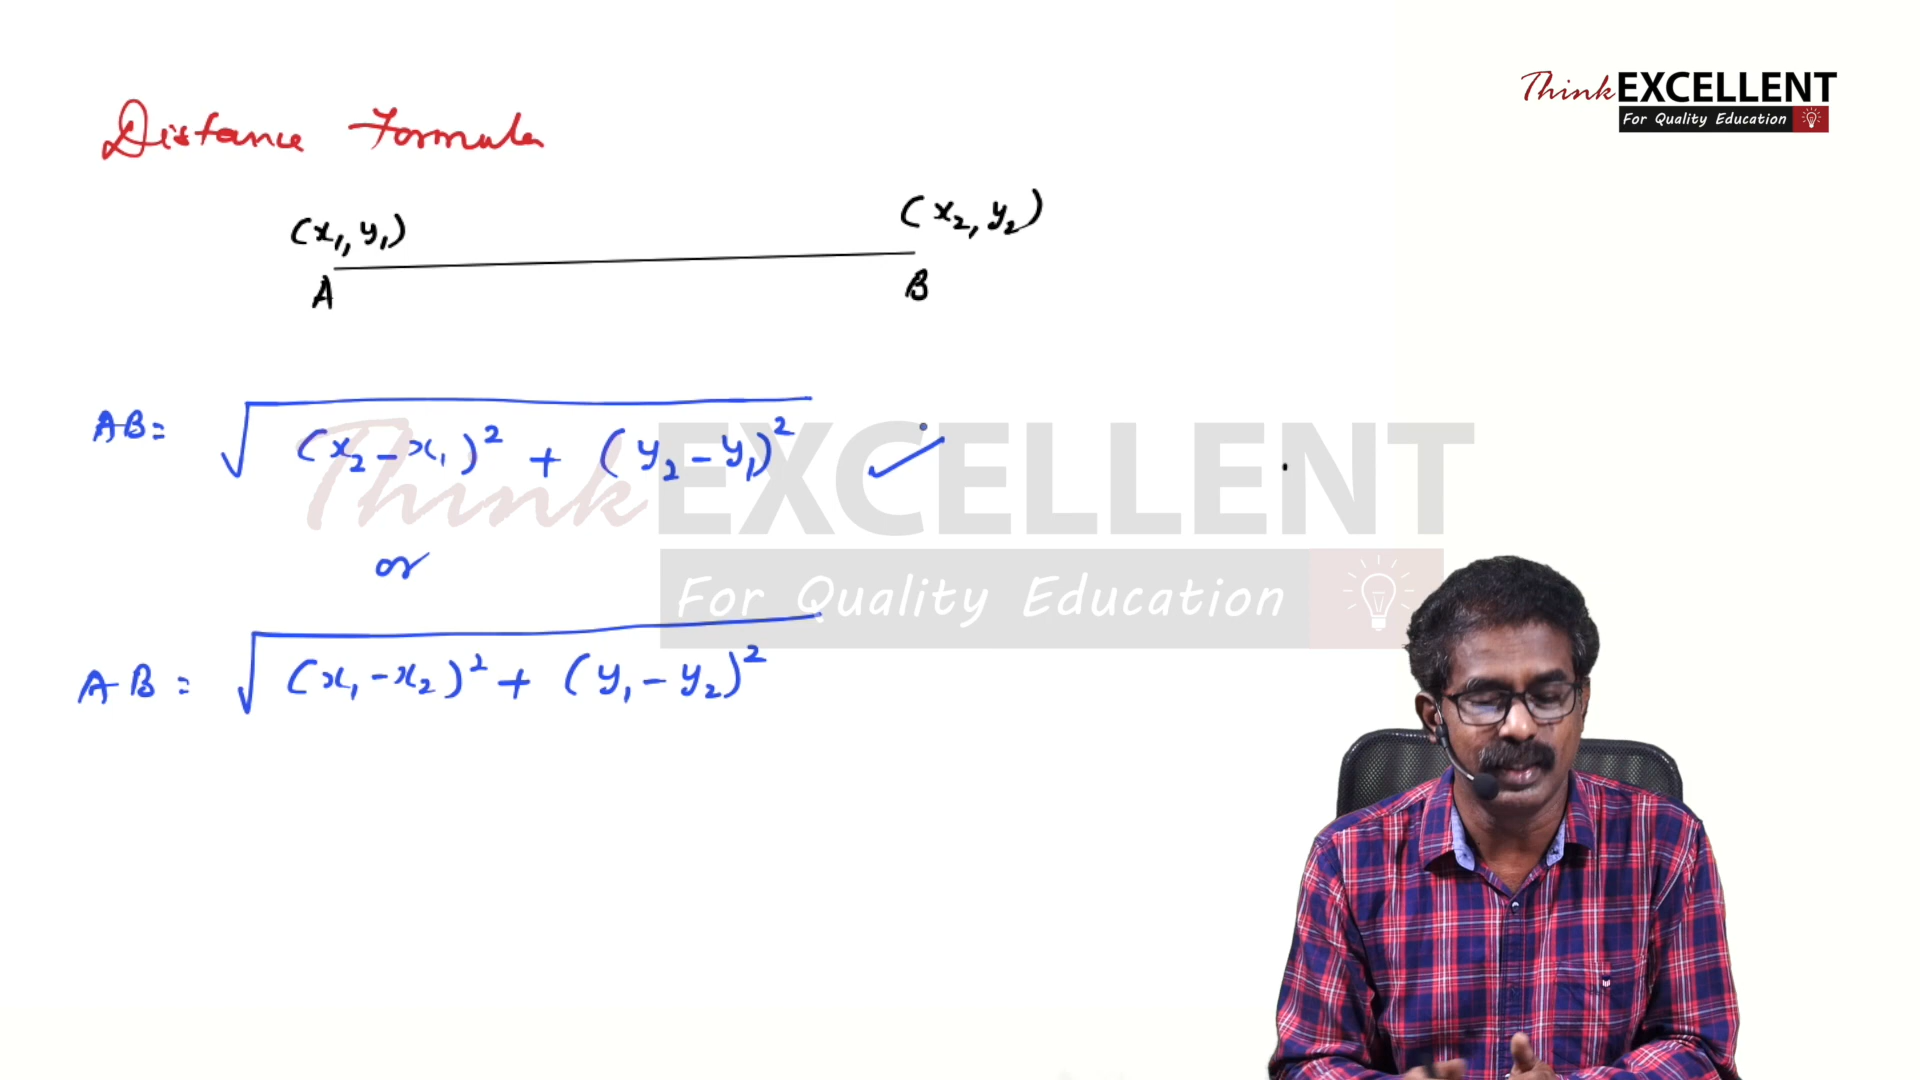 Think EXCELLENT
For Quality Education
Distance Formula
(x₁, y₁)
(x₂, y₂)
A
B
AB = √(x₂ - x₁)² + (y₂ - y₁)² ✓
Think EXCELLENT
or
For Quality Education
AB = √(x₁ - x₂)² + (y₁ - y₂)²